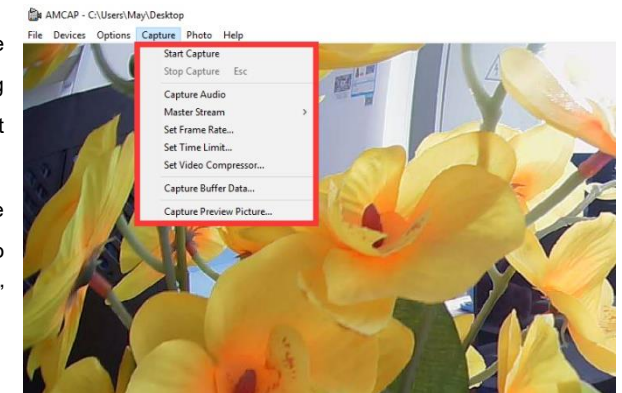 AMCAP - C:\Users\May\Desktop
File Devices Options Capture Photo Help
Start Capture
Stop Capture Esc
Capture Audio
Master Stream >
Set Frame Rate...
Set Time Limit...
Set Video Compressor...
Capture Buffer Data...
Capture Preview Picture...